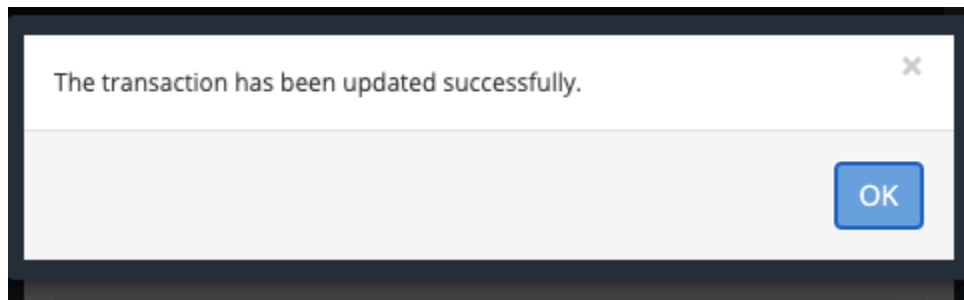 The transaction has been updated successfully.
×
OK